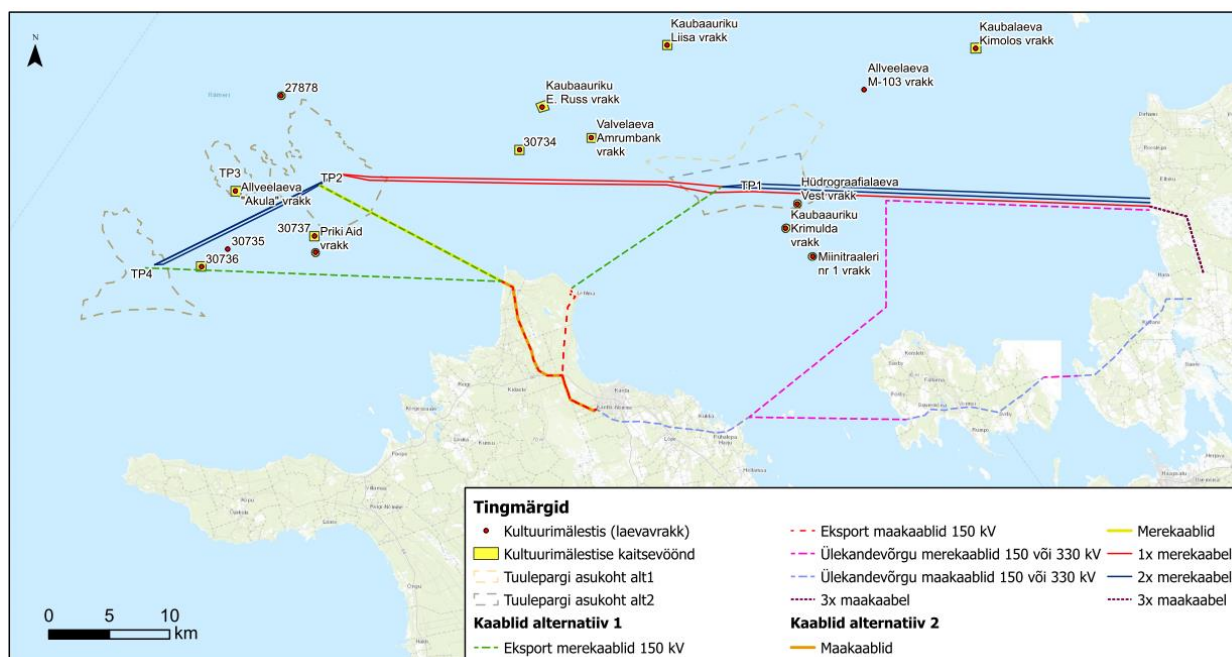 N
Kaubaauriku
Liisa vrakk
Kaubalaeva
Kimolos vrakk
Allveelaeva
M-103 vrakk
27878
Kaubaauriku
E. Russ vrakk
Valvelaeva
Amrumbank
vrakk
30734
TP3
TP2
Allveelaeva
"Akula" vrakk
TP1
Hüdrograafialaeva
Vest vrakk
Kaubaauriku
Krimulda
vrakk
30737
Priki Aid
vrakk
30735
30736
TP4
Miinitraaleri
nr 1 vrakk
Tingmärgid
Kultuurimälestis (laevavrakk)
Kultuurimälestise kaitsevöönd
Tuulepargi asukoht alt1
Tuulepargi asukoht alt2
Kaablid alternatiiv 1
Eksport merekaablid 150 kV
Eksport maakaablid 150 kV
Ülekandevõrgu merekaablid 150 või 330 kV
Ülekandevõrgu maakaablid 150 või 330 kV
3x maakaabel
Kaablid alternatiiv 2
Maakaablid
Merekaablid
1x merekaabel
2x merekaabel
3x maakaabel
0 5 10
km